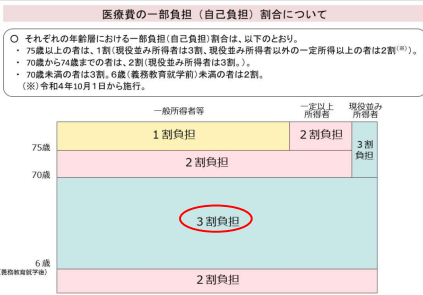 医療費の一部負担（自己負担）割合について
○ それぞれの年齢層における一部負担（自己負担）割合は、以下のとおり。
・ 75歳以上の者は、1割（現役並み所得者は3割、現役並み所得者以外の一定所得以上の者は2割(※)）。
・ 70歳から74歳までの者は、2割（現役並み所得者は3割。）。
・ 70歳未満の者は3割。6歳（義務教育就学前）未満の者は2割。
（※）令和4年10月1日から施行。
一般所得者等
一定以上
所得者
現役並み
所得者
75歳
1割負担
2割負担
3割
負担
2割負担
70歳
3割負担
6歳
（義務教育就学後）
2割負担